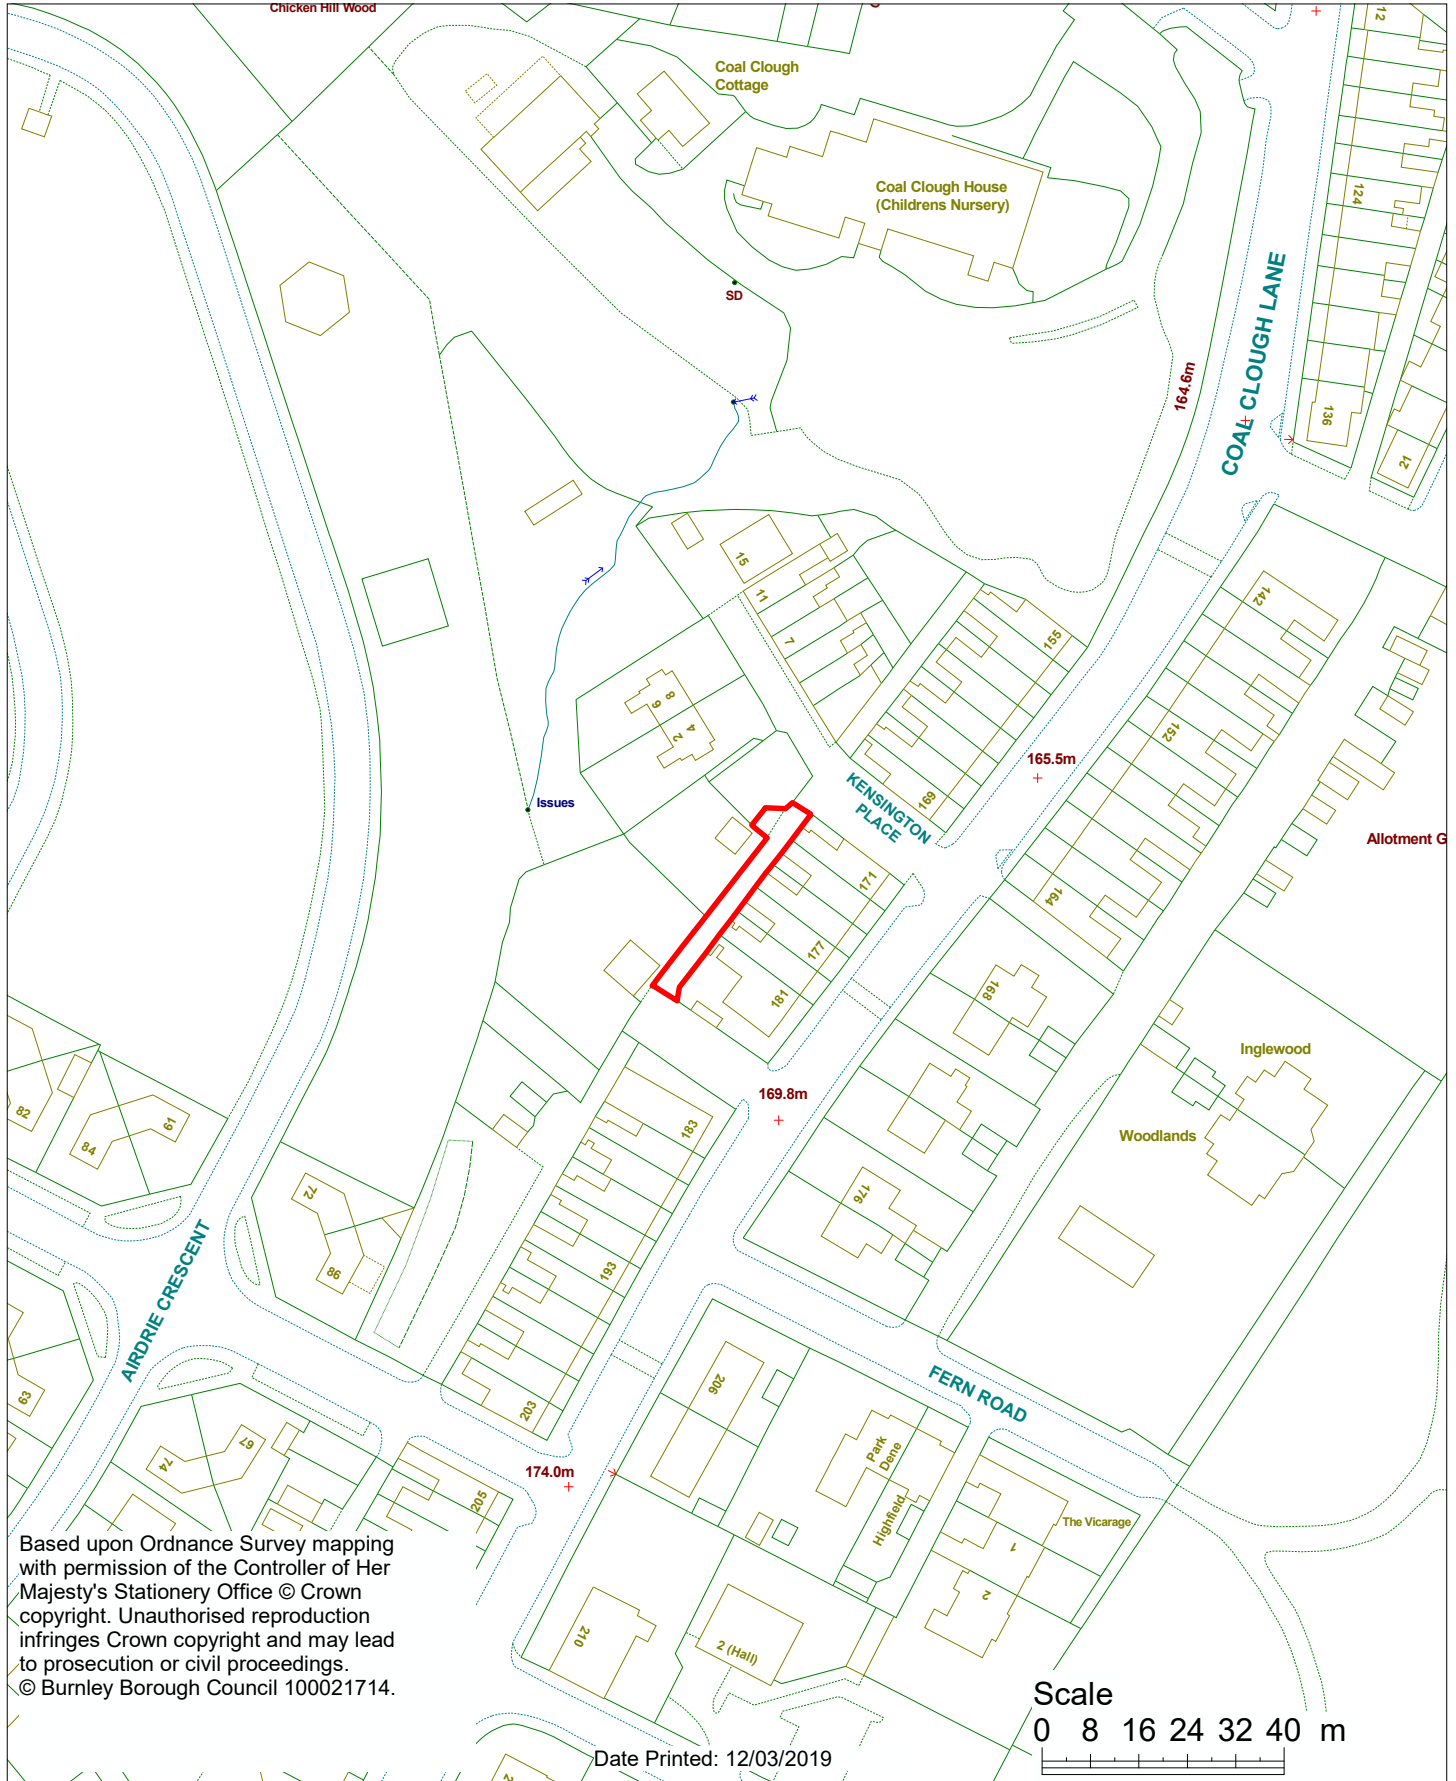 Chicken Hill Wood
Coal Clough
Cottage
12
Coal Clough House
(Childrens Nursery)
124
SD
COAL CLOUGH LANE
164.6m
136
21
15
11
7
155
142
8
6
4
2
152
165.5m
169
KENSINGTON
PLACE
Issues
Allotment G
171
164
177
181
168
Inglewood
Woodlands
169.8m
183
82
84
61
72
98
176
193
AIRDRIE CRESCENT
63
206
FERN ROAD
203
67
74
Park
Dene
174.0m
205
Highfield
The Vicarage
1
2
210
2 (Hall)
Based upon Ordnance Survey mapping
with permission of the Controller of Her
Majesty's Stationery Office © Crown
copyright. Unauthorised reproduction
infringes Crown copyright and may lead
to prosecution or civil proceedings.
© Burnley Borough Council 100021714.
Date Printed: 12/03/2019
Scale
0 8 16 24 32 40 m